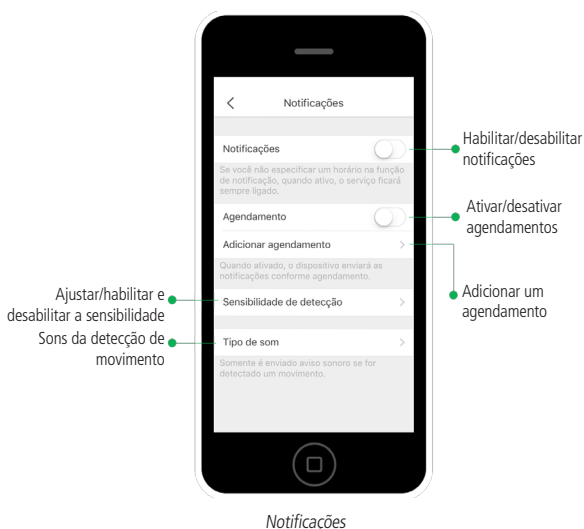 Notificações
Notificações
Se você não especificar um horário na função
de notificação, quando ativo, o serviço ficará
sempre ligado.
Agendamento
Adicionar agendamento
Quando ativado, o dispositivo enviará as
notificações conforme agendamento.
Sensibilidade de detecção
Tipo de som
Somente é enviado aviso sonoro se for
detectado um movimento.
Habilitar/desabilitar
notificações
Ativar/desativar
agendamentos
Adicionar um
agendamento
Ajustar/habilitar e
desabilitar a sensibilidade
Sons da detecção de
movimento
Notificações